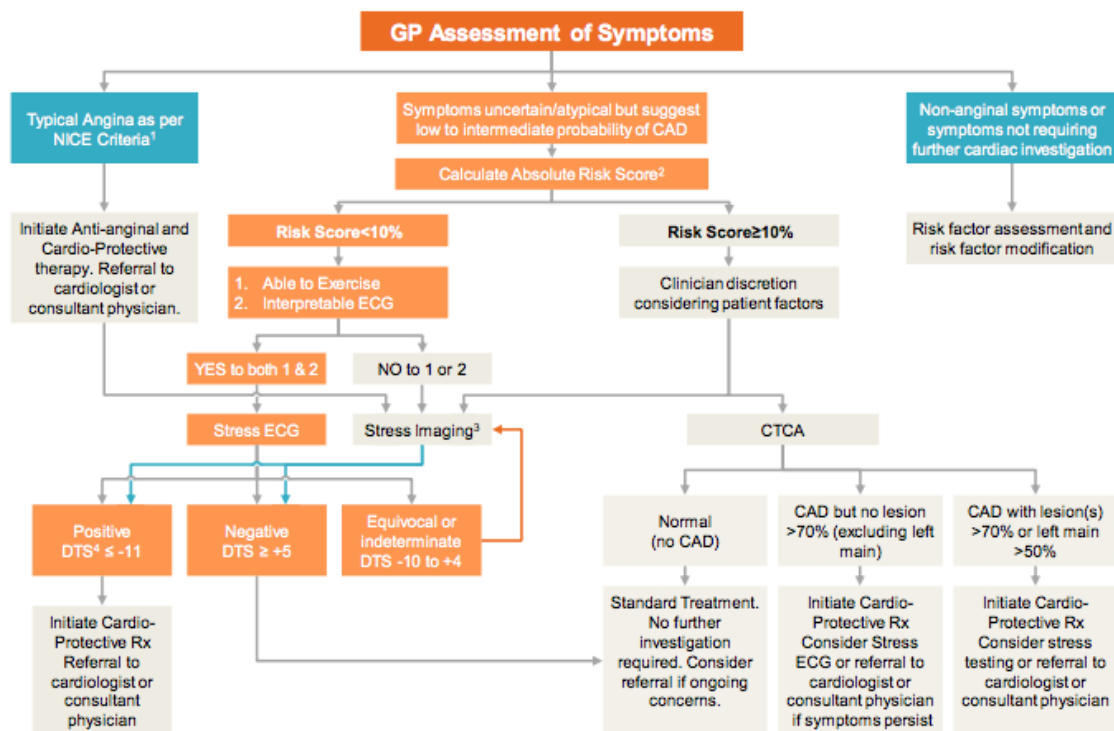 GP Assessment of Symptoms
Typical Angina as per
NICE Criteria¹
Symptoms uncertain/atypical but suggest
low to intermediate probability of CAD
Non-anginal symptoms or
symptoms not requiring
further cardiac investigation
Calculate Absolute Risk Score²
Initiate Anti-anginal and
Cardio-Protective
therapy. Referral to
cardiologist or
consultant physician.
Risk Score<10%
Risk Score≥10%
Risk factor assessment and
risk factor modification
1. Able to Exercise
2. Interpretable ECG
Clinician discretion
considering patient factors
YES to both 1 & 2
NO to 1 or 2
Stress ECG
Stress Imaging³
CTCA
Positive
DTS⁴ ≤ -11
Negative
DTS ≥ +5
Equivocal or
indeterminate
DTS -10 to +4
Normal
(no CAD)
CAD but no lesion
>70% (excluding left
main)
CAD with lesion(s)
>70% or left main
>50%
Initiate Cardio-
Protective Rx
Referral to
cardiologist or
consultant
physician
Standard Treatment.
No further
investigation
required. Consider
referral if ongoing
concerns.
Initiate Cardio-
Protective Rx
Consider Stress
ECG or referral to
cardiologist or
consultant physician
if symptoms persist
Initiate Cardio-
Protective Rx
Consider stress
testing or referral to
cardiologist or
consultant physician